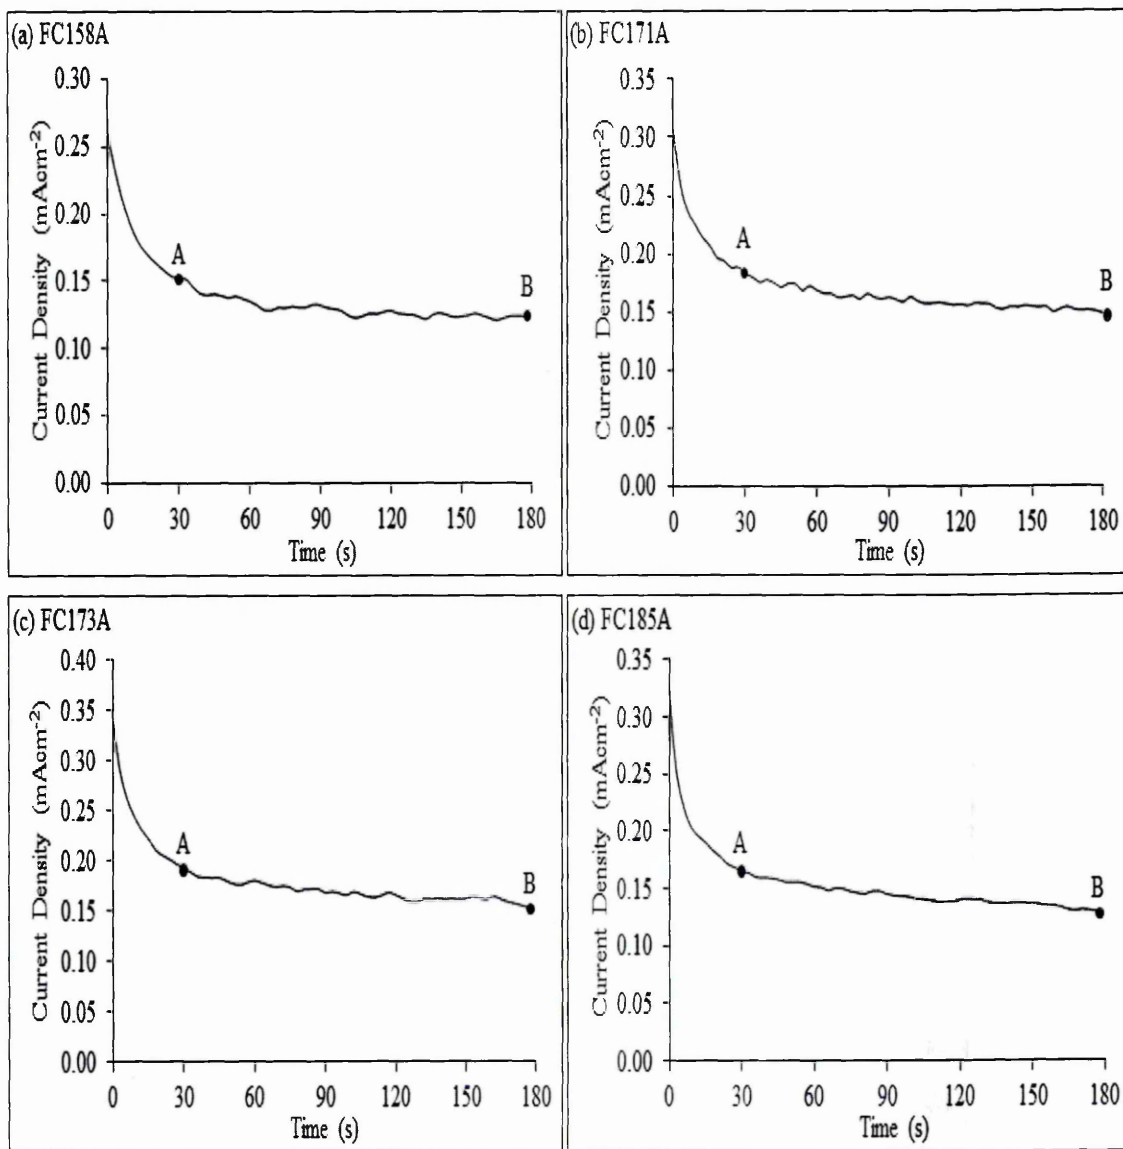 (a) FC158A
Current Density (mAcm⁻²)
0.30
0.25
0.20
0.15
0.10
0.05
0.00
A
B
0 30 60 90 120 150 180
Time (s)
(b) FC171A
Current Density (mAcm⁻²)
0.35
0.30
0.25
0.20
0.15
0.10
0.05
0.00
A
B
0 30 60 90 120 150 180
Time (s)
(c) FC173A
Current Density (mAcm⁻²)
0.40
0.35
0.30
0.25
0.20
0.15
0.10
0.05
0.00
A
B
0 30 60 90 120 150 180
Time (s)
(d) FC185A
Current Density (mAcm⁻²)
0.35
0.30
0.25
0.20
0.15
0.10
0.05
0.00
A
B
0 30 60 90 120 150 180
Time (s)